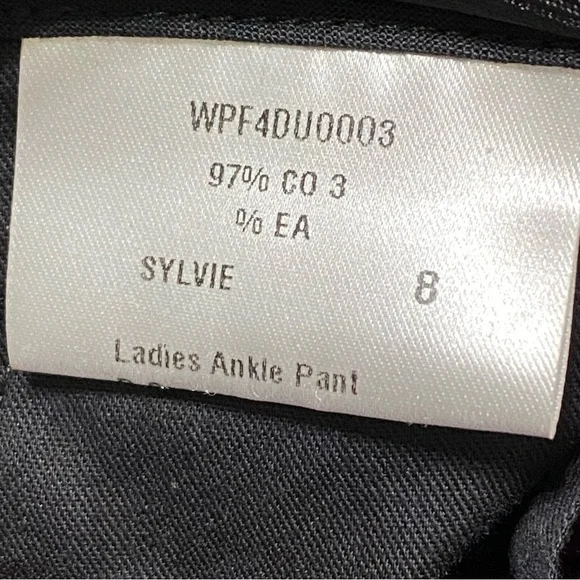 WPF4DU0003
97% CO 3
% EA
SYLVIE 8
Ladies Ankle Pant